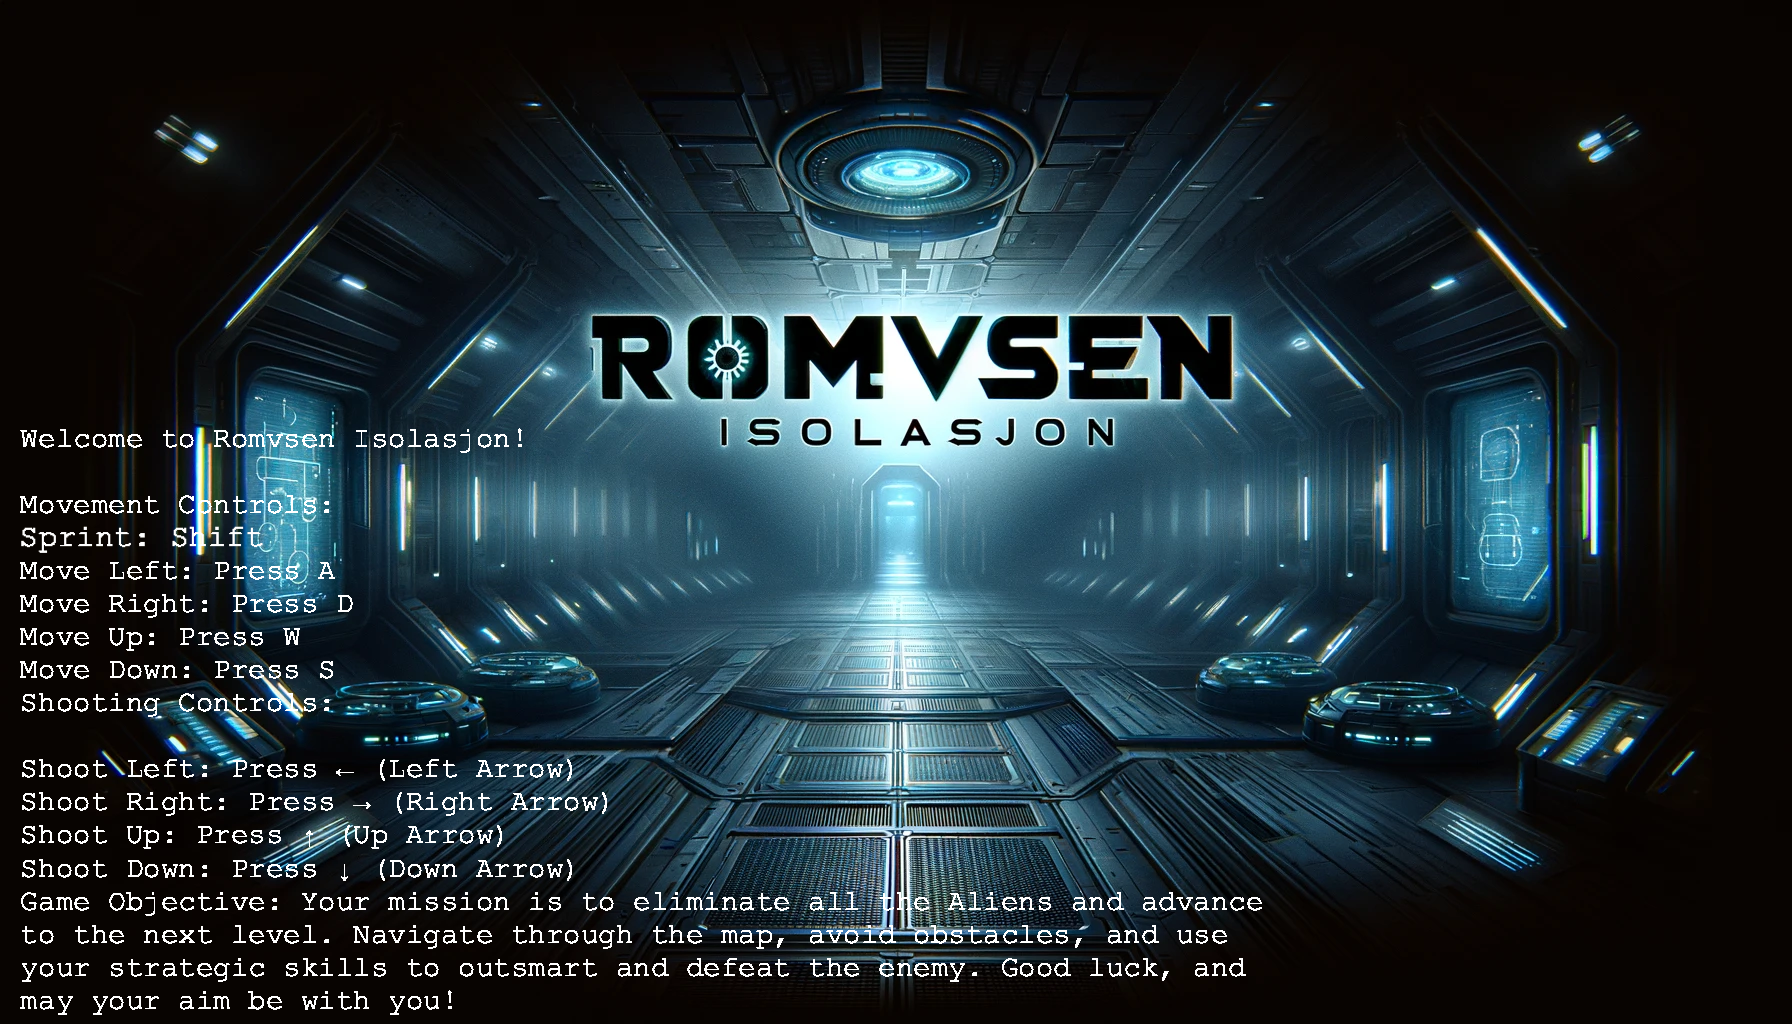 ROMVSEN
ISOLASJON
Welcome to Romvsen Isolasjon!
Movement Controls:
Sprint: Shift
Move Left: Press A
Move Right: Press D
Move Up: Press W
Move Down: Press S
Shooting Controls:
Shoot Left: Press ← (Left Arrow)
Shoot Right: Press → (Right Arrow)
Shoot Up: Press ↑ (Up Arrow)
Shoot Down: Press ↓ (Down Arrow)
Game Objective: Your mission is to eliminate all the Aliens and advance
to the next level. Navigate through the map, avoid obstacles, and use
your strategic skills to outsmart and defeat the enemy. Good luck, and
may your aim be with you!